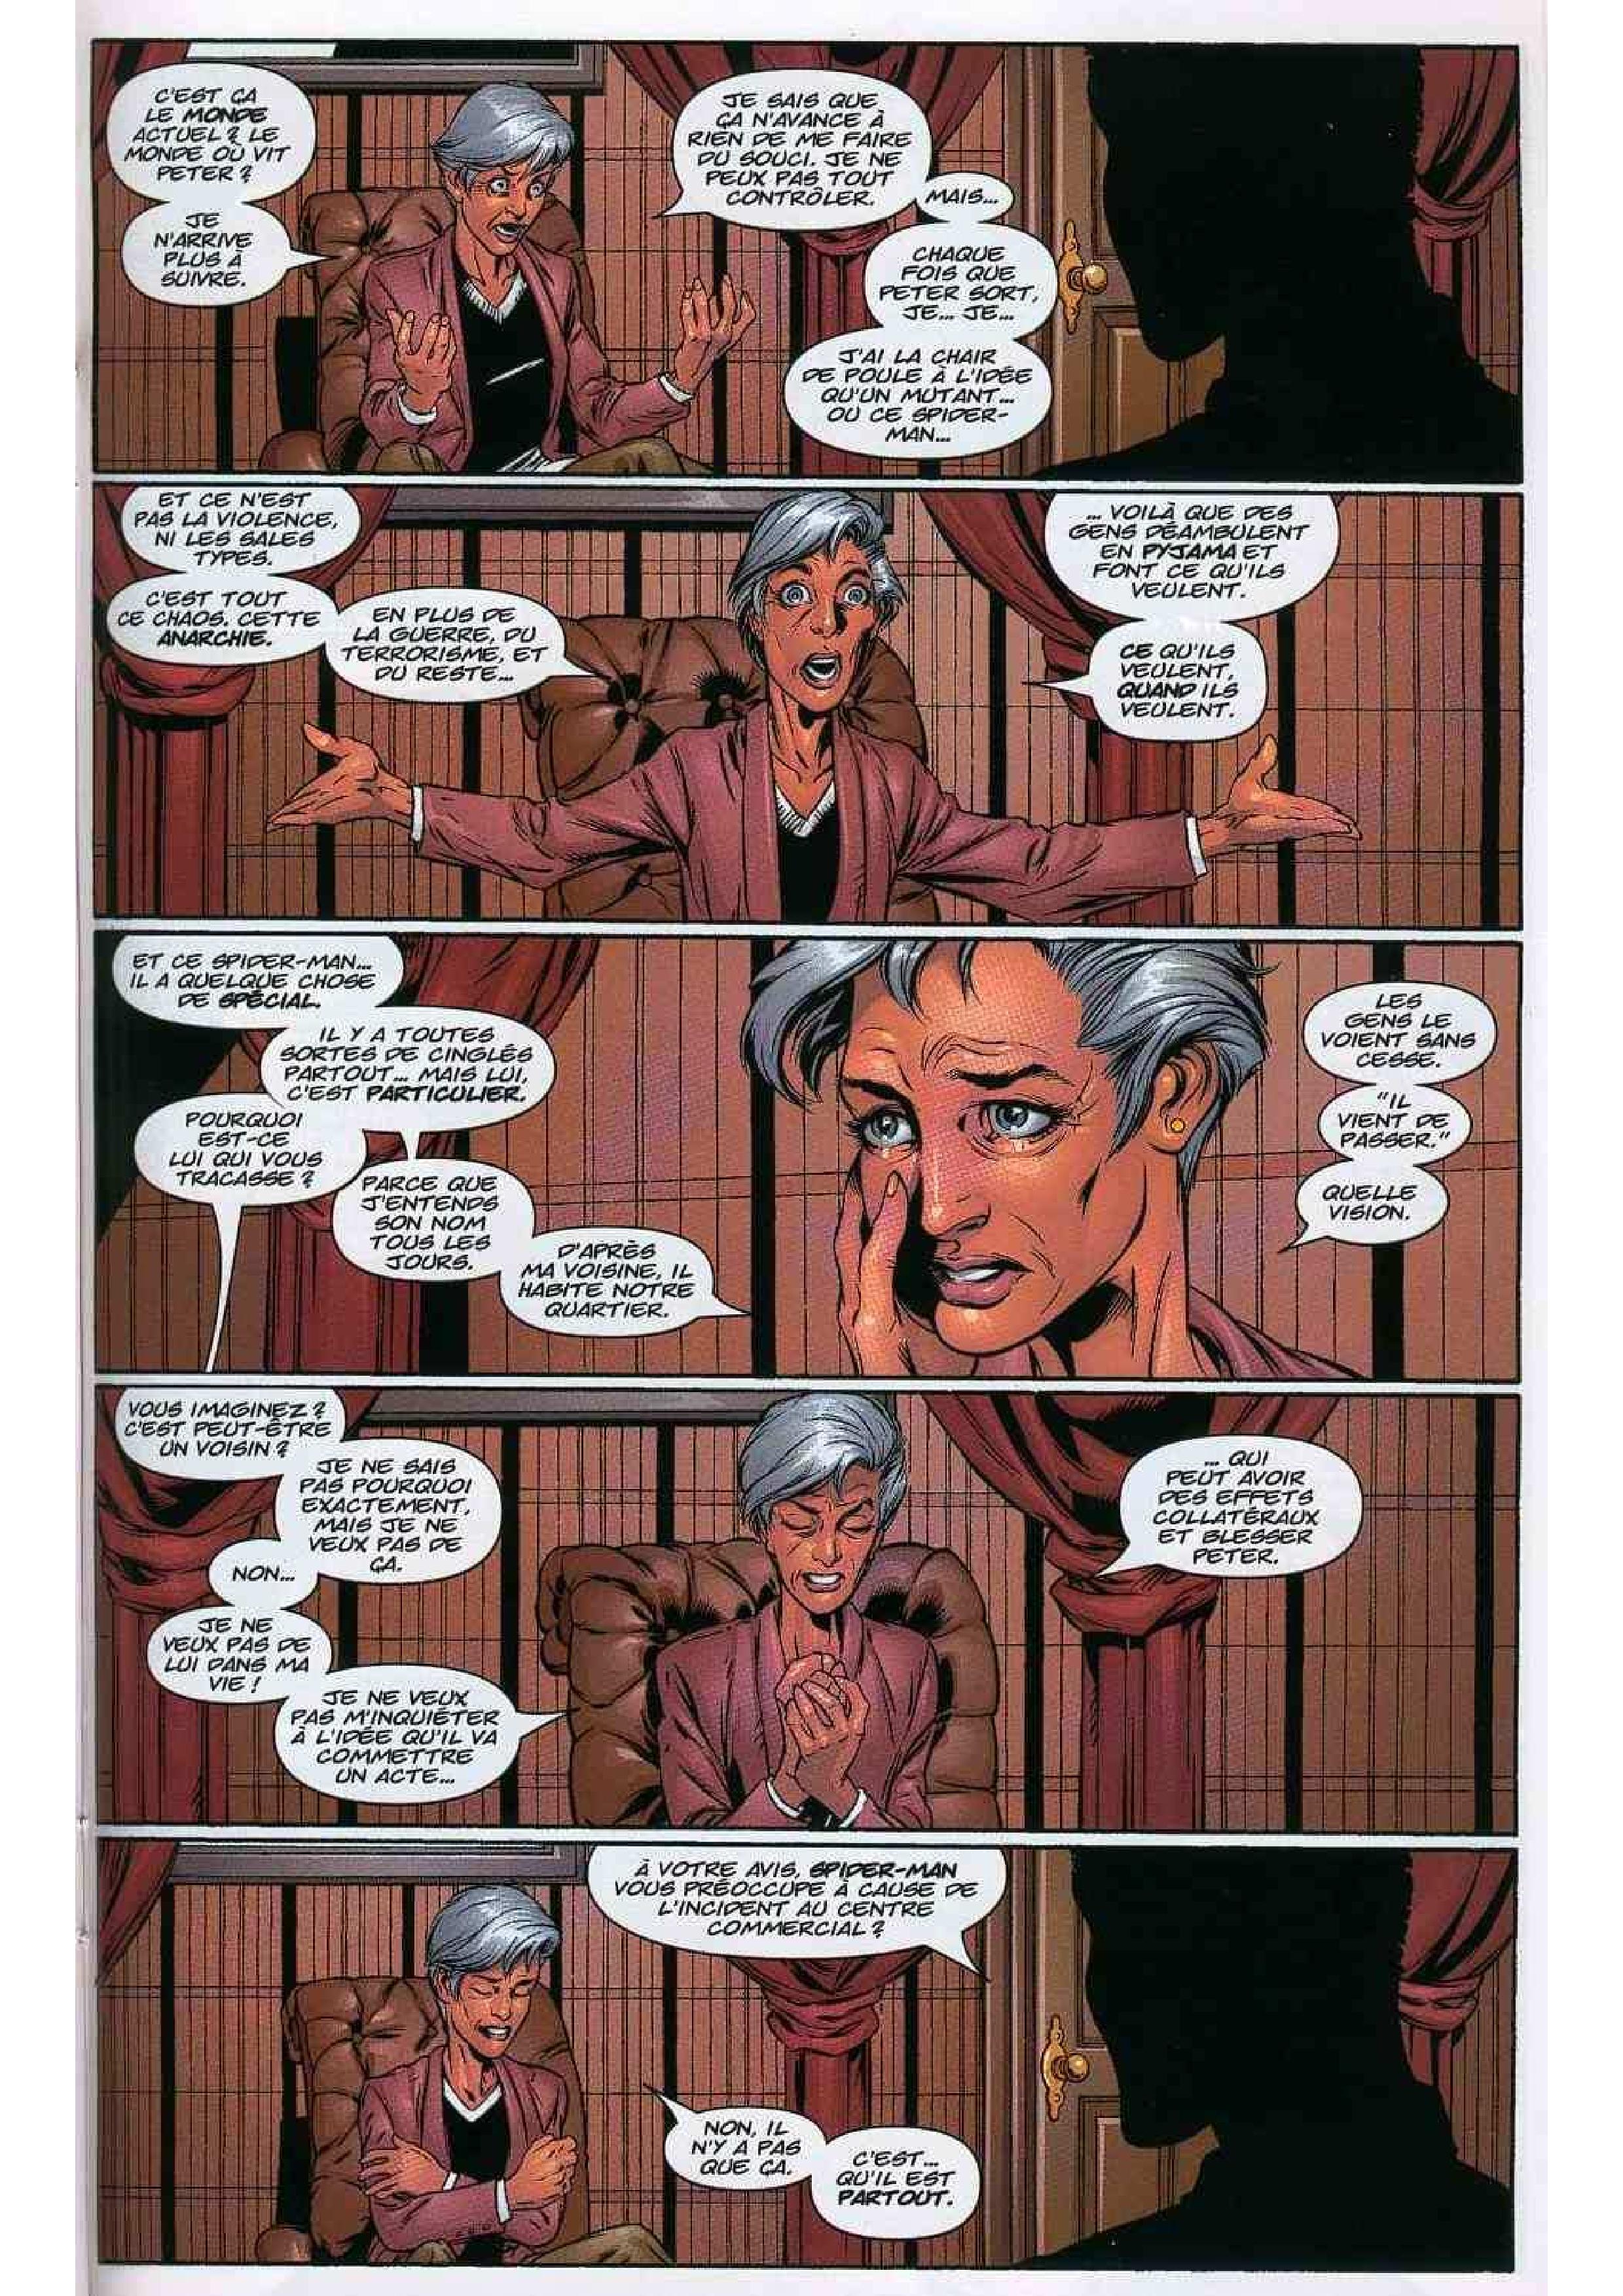 C'EST ÇA
LE MONDE
ACTUEL ? LE
MONDE OÙ VIT
PETER ?
JE
N'ARRIVE
PLUS À
SUIVRE.
JE SAIS QUE
ÇA N'AVANCE À
RIEN DE ME FAIRE
DU SOUCI. JE NE
PEUX PAS TOUT
CONTRÔLER.
MAIS...
CHAQUE
FOIS QUE
PETER SORT,
JE... JE...
J'AI LA CHAIR
DE POULE À L'IDÉE
QU'UN MUTANT...
OU CE SPIDER-
MAN...
ET CE N'EST
PAS LA VIOLENCE,
NI LES SALES
TYPES.
C'EST TOUT
CE CHAOS. CETTE
ANARCHIE.
EN PLUS DE
LA GUERRE, DU
TERRORISME, ET
DU RESTE...
... VOILÀ QUE DES
GENS DÉAMBULENT
EN PYJAMA ET
FONT CE QU'ILS
VEULENT.
CE QU'ILS
VEULENT,
QUAND ILS
VEULENT.
ET CE SPIDER-MAN...
IL A QUELQUE CHOSE
DE SPÉCIAL.
IL Y A TOUTES
SORTES DE CINGLÉS
PARTOUT... MAIS LUI,
C'EST PARTICULIER.
POURQUOI
EST-CE
LUI QUI VOUS
TRACASSE ?
PARCE QUE
J'ENTENDS
SON NOM
TOUS LES
JOURS.
D'APRÈS
MA VOISINE, IL
HABITE NOTRE
QUARTIER.
LES
GENS LE
VOIENT SANS
CESSE.
"IL
VIENT DE
PASSER."
QUELLE
VISION.
VOUS IMAGINEZ ?
C'EST PEUT-ÊTRE
UN VOISIN ?
JE NE SAIS
PAS POURQUOI
EXACTEMENT,
MAIS JE NE
VEUX PAS DE
ÇA.
NON...
JE NE
VEUX PAS DE
LUI DANS MA
VIE !
JE NE VEUX
PAS M'INQUIÉTER
À L'IDÉE QU'IL VA
COMMETTRE
UN ACTE...
... QUI
PEUT AVOIR
DES EFFETS
COLLATÉRAUX
ET BLESSER
PETER.
À VOTRE AVIS, SPIDER-MAN
VOUS PRÉOCCUPE À CAUSE DE
L'INCIDENT AU CENTRE
COMMERCIAL ?
NON, IL
N'Y A PAS
QUE ÇA.
C'EST...
QU'IL EST
PARTOUT.